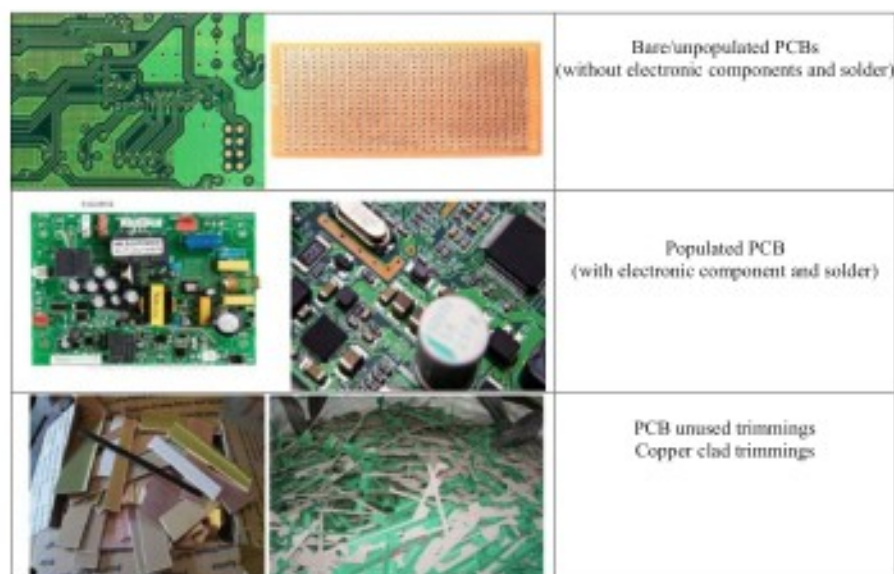 Bare/unpopulated PCBs
(without electronic components and solder)
Populated PCB
(with electronic component and solder)
PCB unused trimmings
Copper clad trimmings